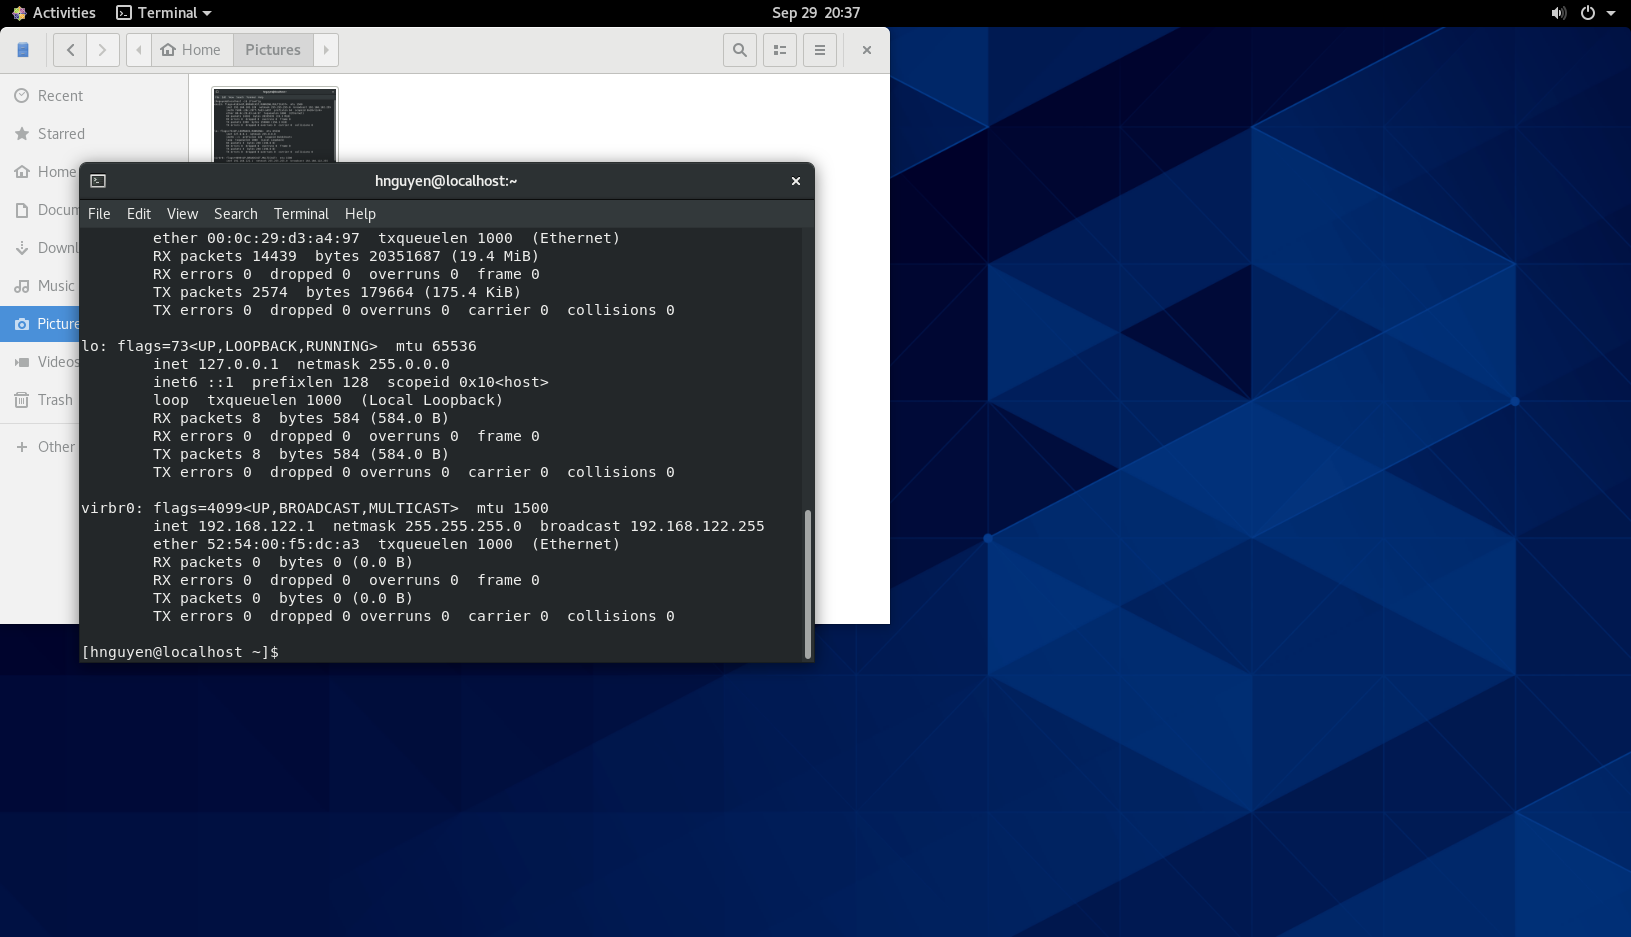 Activities Terminal Sep 29 20:37
Home Pictures
Recent
Starred
Home
Docum
Downl
Music
Picture
Videos
Trash
Other
hnguyen@localhost:~
File Edit View Search Terminal Help
ether 00:0c:29:d3:a4:97 txqueuelen 1000 (Ethernet)
RX packets 14439 bytes 20351687 (19.4 MiB)
RX errors 0 dropped 0 overruns 0 frame 0
TX packets 2574 bytes 179664 (175.4 KiB)
TX errors 0 dropped 0 overruns 0 carrier 0 collisions 0
lo: flags=73<UP,LOOPBACK,RUNNING> mtu 65536
inet 127.0.0.1 netmask 255.0.0.0
inet6 ::1 prefixlen 128 scopeid 0x10<host>
loop txqueuelen 1000 (Local Loopback)
RX packets 8 bytes 584 (584.0 B)
RX errors 0 dropped 0 overruns 0 frame 0
TX packets 8 bytes 584 (584.0 B)
TX errors 0 dropped 0 overruns 0 carrier 0 collisions 0
virbr0: flags=4099<UP,BROADCAST,MULTICAST> mtu 1500
inet 192.168.122.1 netmask 255.255.255.0 broadcast 192.168.122.255
ether 52:54:00:f5:dc:a3 txqueuelen 1000 (Ethernet)
RX packets 0 bytes 0 (0.0 B)
RX errors 0 dropped 0 overruns 0 frame 0
TX packets 0 bytes 0 (0.0 B)
TX errors 0 dropped 0 overruns 0 carrier 0 collisions 0
[hnguyen@localhost ~]$